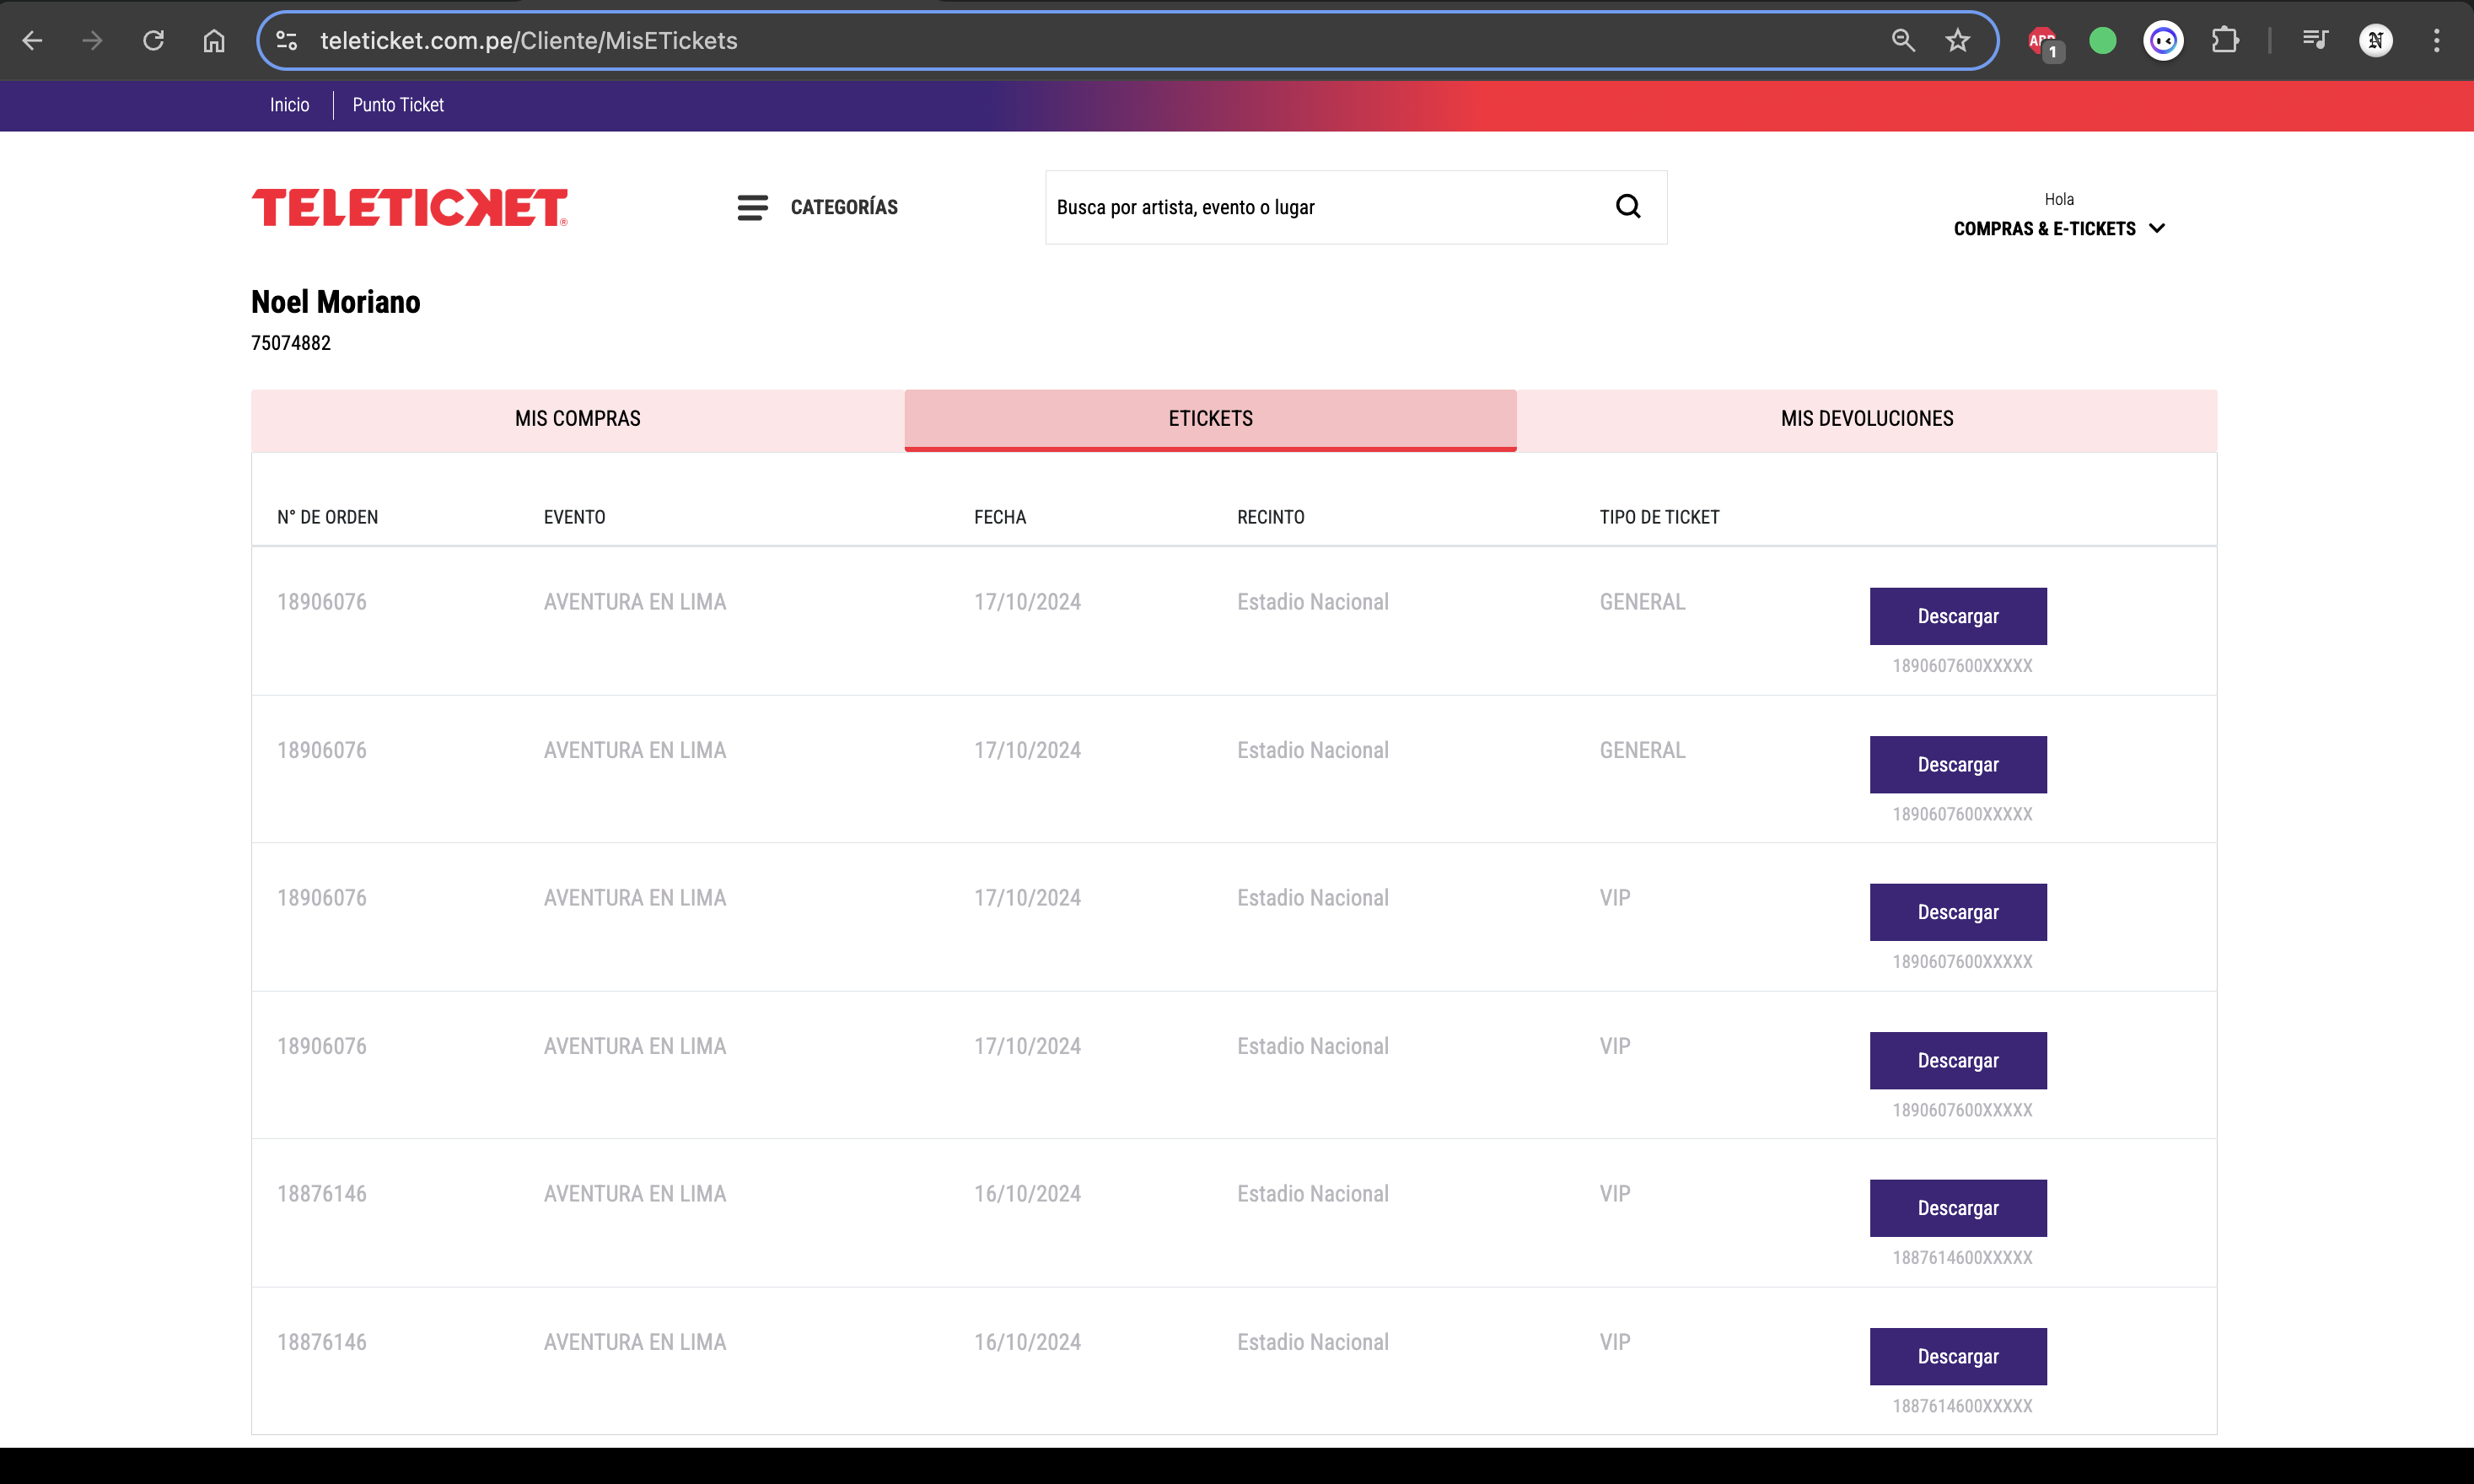 teleticket.com.pe/Cliente/MisETickets
ABP 1
Inicio Punto Ticket
TELETICKET®
CATEGORÍAS
Busca por artista, evento o lugar
Hola
COMPRAS & E-TICKETS
Noel Moriano
75074882
MIS COMPRAS ETICKETS MIS DEVOLUCIONES
N° DE ORDEN EVENTO FECHA RECINTO TIPO DE TICKET
18906076 AVENTURA EN LIMA 17/10/2024 Estadio Nacional GENERAL Descargar
1890607600XXXXX
18906076 AVENTURA EN LIMA 17/10/2024 Estadio Nacional GENERAL Descargar
1890607600XXXXX
18906076 AVENTURA EN LIMA 17/10/2024 Estadio Nacional VIP Descargar
1890607600XXXXX
18906076 AVENTURA EN LIMA 17/10/2024 Estadio Nacional VIP Descargar
1890607600XXXXX
18876146 AVENTURA EN LIMA 16/10/2024 Estadio Nacional VIP Descargar
1887614600XXXXX
18876146 AVENTURA EN LIMA 16/10/2024 Estadio Nacional VIP Descargar
1887614600XXXXX